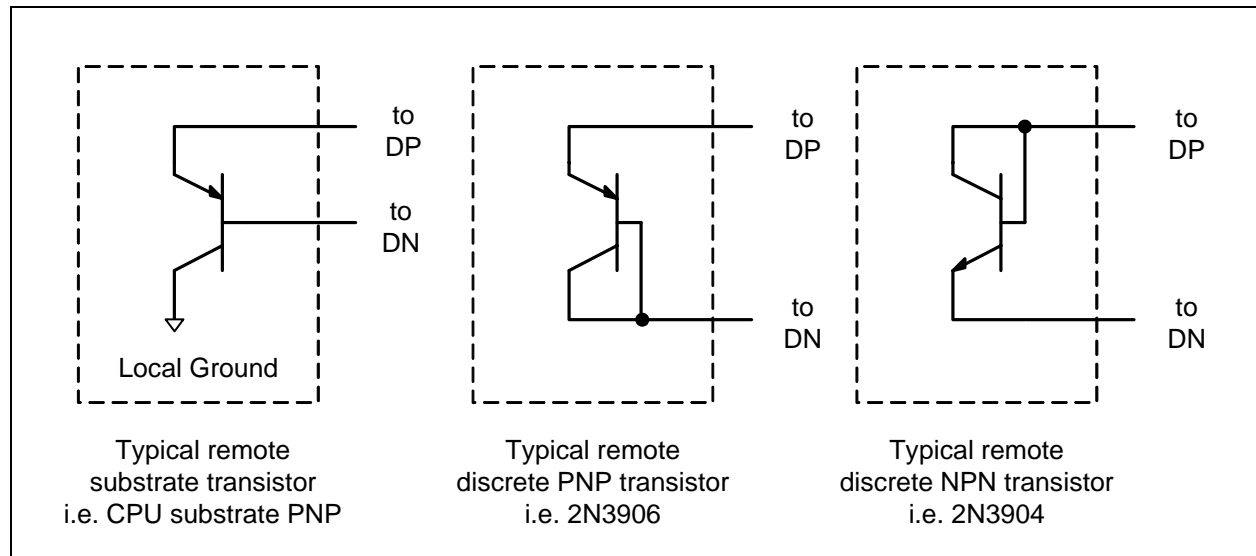 to
DP
to
DN
Local Ground
Typical remote
substrate transistor
i.e. CPU substrate PNP
to
DP
to
DN
Typical remote
discrete PNP transistor
i.e. 2N3906
to
DP
to
DN
Typical remote
discrete NPN transistor
i.e. 2N3904